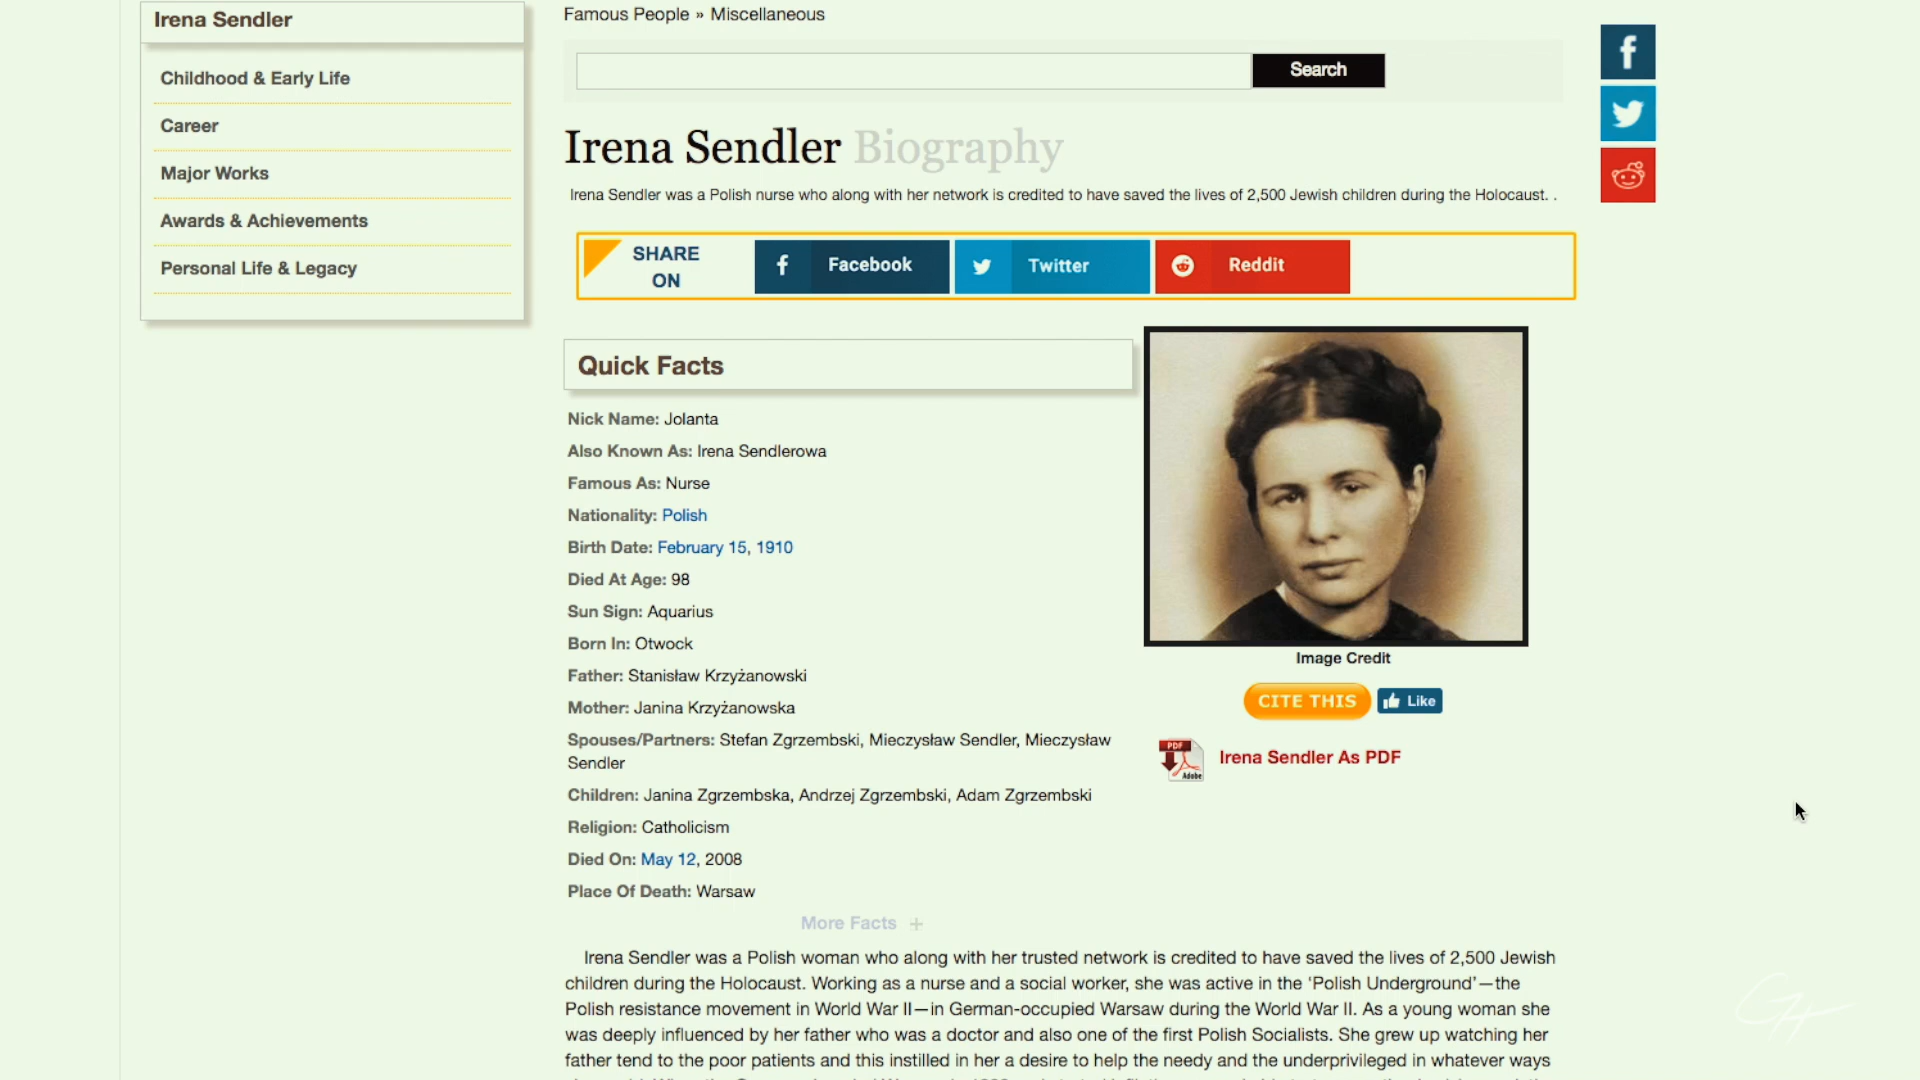 Irena Sendler
Childhood & Early Life
Career
Major Works
Awards & Achievements
Personal Life & Legacy
Famous People » Miscellaneous
Search
Irena Sendler Biography
Irena Sendler was a Polish nurse who along with her network is credited to have saved the lives of 2,500 Jewish children during the Holocaust. .
SHARE
ON
Facebook
Twitter
Reddit
Quick Facts
Nick Name: Jolanta
Also Known As: Irena Sendlerowa
Famous As: Nurse
Nationality: Polish
Birth Date: February 15, 1910
Died At Age: 98
Sun Sign: Aquarius
Born In: Otwock
Father: Stanisław Krzyżanowski
Mother: Janina Krzyżanowska
Spouses/Partners: Stefan Zgrzembski, Mieczysław Sendler, Mieczysław
Sendler
Children: Janina Zgrzembska, Andrzej Zgrzembski, Adam Zgrzembski
Religion: Catholicism
Died On: May 12, 2008
Place Of Death: Warsaw
More Facts +
Image Credit
CITE THIS
Like
PDF
Adobe
Irena Sendler As PDF
Irena Sendler was a Polish woman who along with her trusted network is credited to have saved the lives of 2,500 Jewish
children during the Holocaust. Working as a nurse and a social worker, she was active in the ‘Polish Underground’—the
Polish resistance movement in World War II—in German-occupied Warsaw during the World War II. As a young woman she
was deeply influenced by her father who was a doctor and also one of the first Polish Socialists. She grew up watching her
father tend to the poor patients and this instilled in her a desire to help the needy and the underprivileged in whatever ways